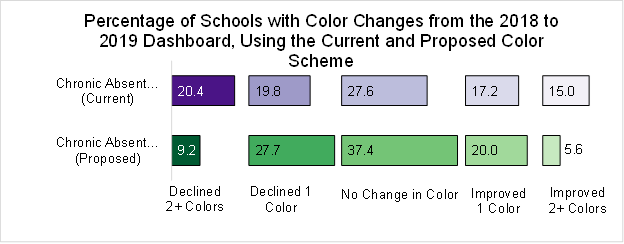 Percentage of Schools with Color Changes from the 2018 to
2019 Dashboard, Using the Current and Proposed Color
Scheme
Chronic Absent...
(Current)
20.4
19.8
27.6
17.2
15.0
Chronic Absent...
(Proposed)
9.2
27.7
37.4
20.0
5.6
Declined
2+ Colors
Declined 1
Color
No Change in Color
Improved
1 Color
Improved
2+ Colors